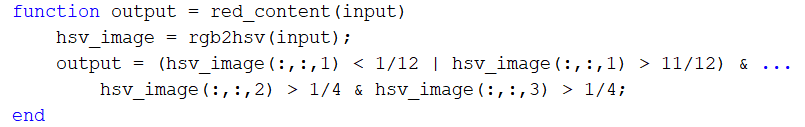 function output = red_content(input)
    hsv_image = rgb2hsv(input);
    output = (hsv_image(:,:,1) < 1/12 | hsv_image(:,:,1) > 11/12) & ...
        hsv_image(:,:,2) > 1/4 & hsv_image(:,:,3) > 1/4;
end